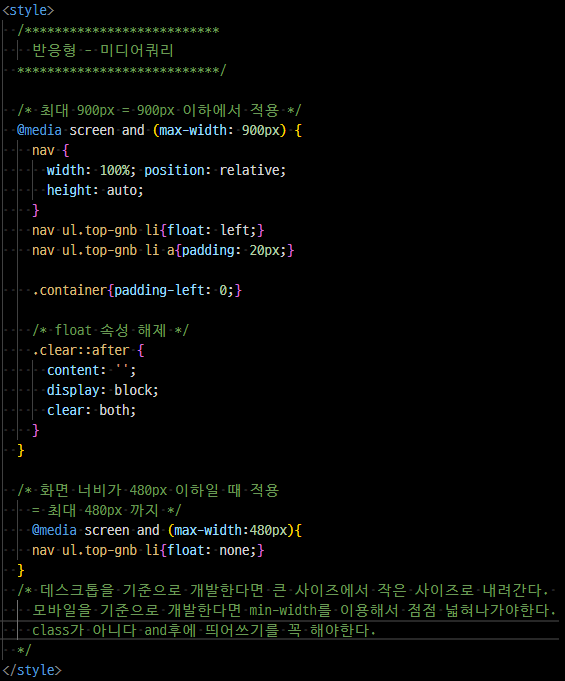 <style>
/**************************
반응형 - 미디어쿼리
***************************/
/* 최대 900px = 900px 이하에서 적용 */
@media screen and (max-width: 900px) {
nav {
width: 100%; position: relative;
height: auto;
}
nav ul.top-gnb li{float: left;}
nav ul.top-gnb li a{padding: 20px;}
.container{padding-left: 0;}
/* float 속성 해제 */
.clear::after {
content: '';
display: block;
clear: both;
}
}
/* 화면 너비가 480px 이하일 때 적용
= 최대 480px 까지 */
@media screen and (max-width:480px){
nav ul.top-gnb li{float: none;}
}
/* 데스크톱을 기준으로 개발한다면 큰 사이즈에서 작은 사이즈로 내려간다.
모바일을 기준으로 개발한다면 min-width를 이용해서 점점 넓혀나가야한다.
class가 아니다 and후에 띄어쓰기를 꼭 해야한다.
*/
</style>